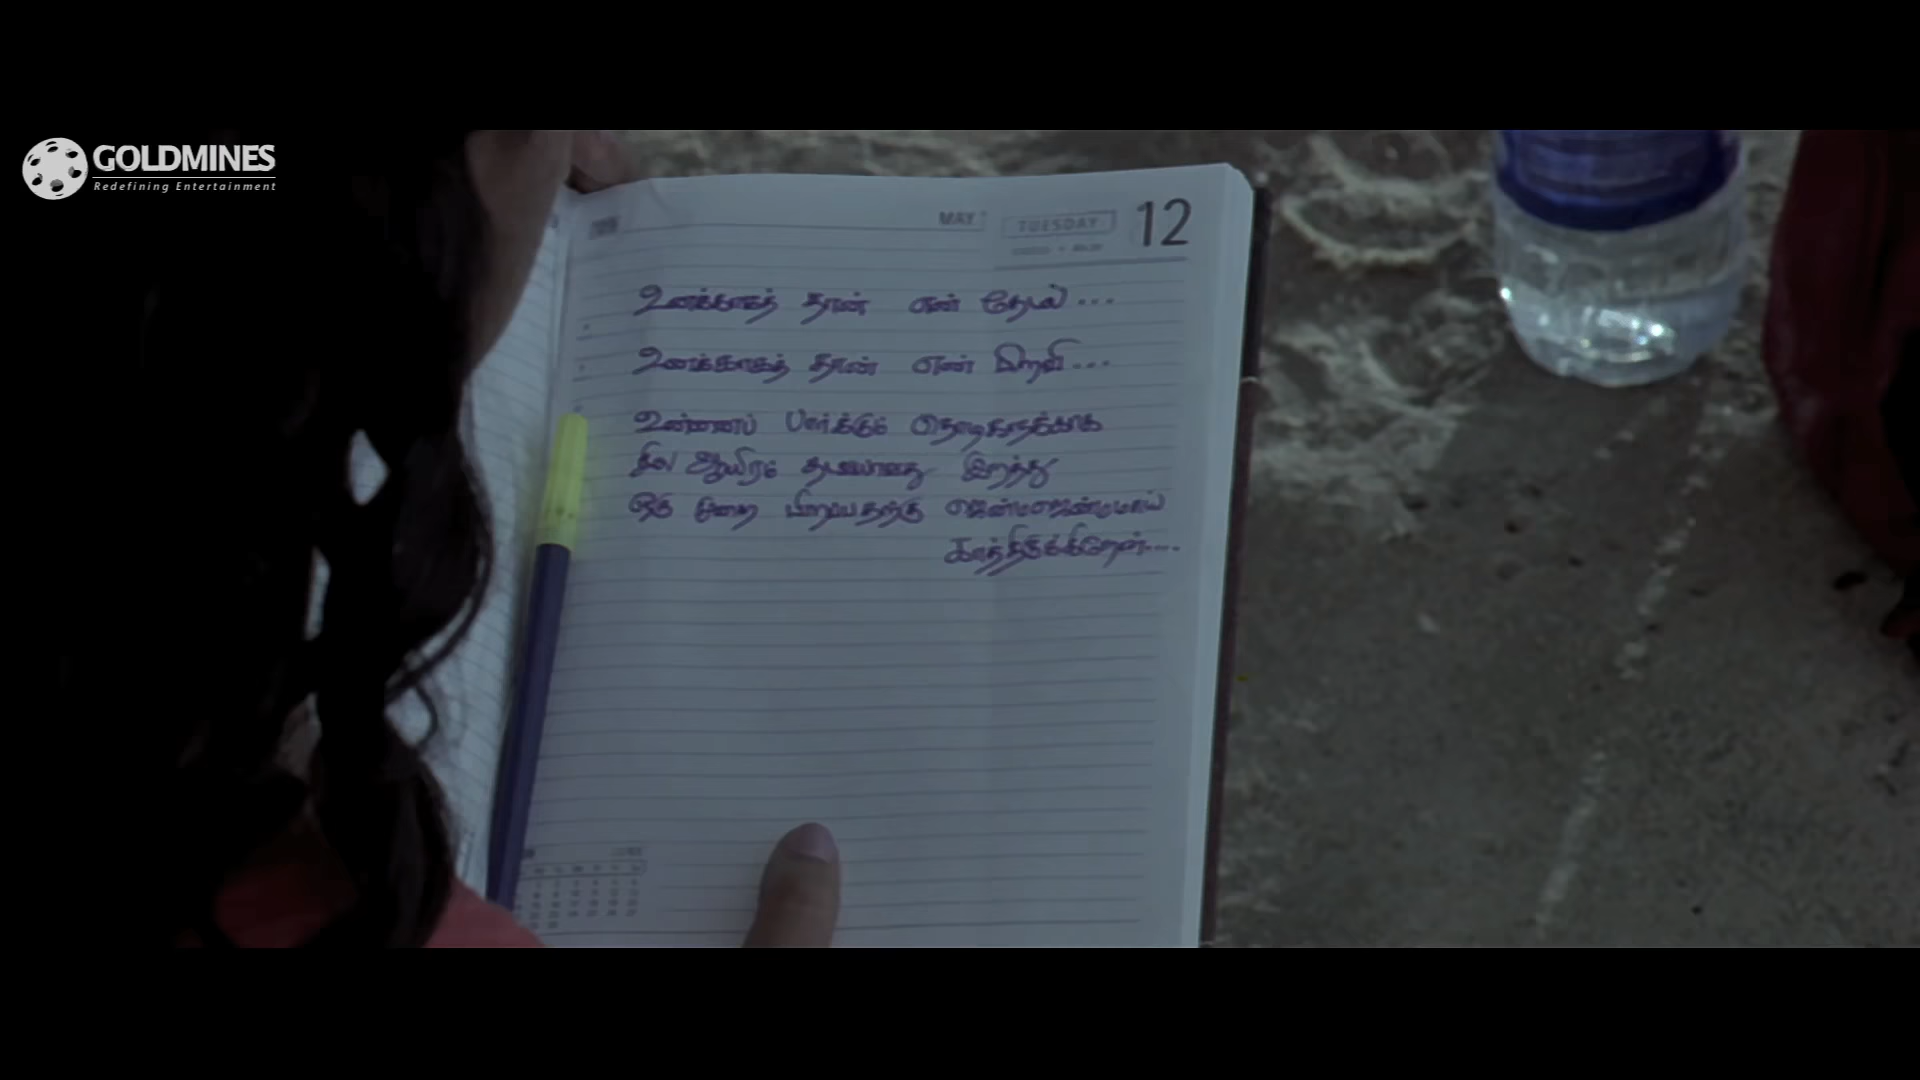 GOLDMINES
Redefining Entertainment
MAY TUESDAY 12
உனக்காகத் தான் என் தேடல் ...
உனக்காகத் தான் என் பிறவி ...
உன்னைப் பார்க்கும் நொடிகளுக்காக
சில ஆயிரம் தடவையாவது இறந்து
ஒரு முறை பிறப்பதற்கு ஜென்மஜென்மமாய்
காத்திருக்கிறேன்....